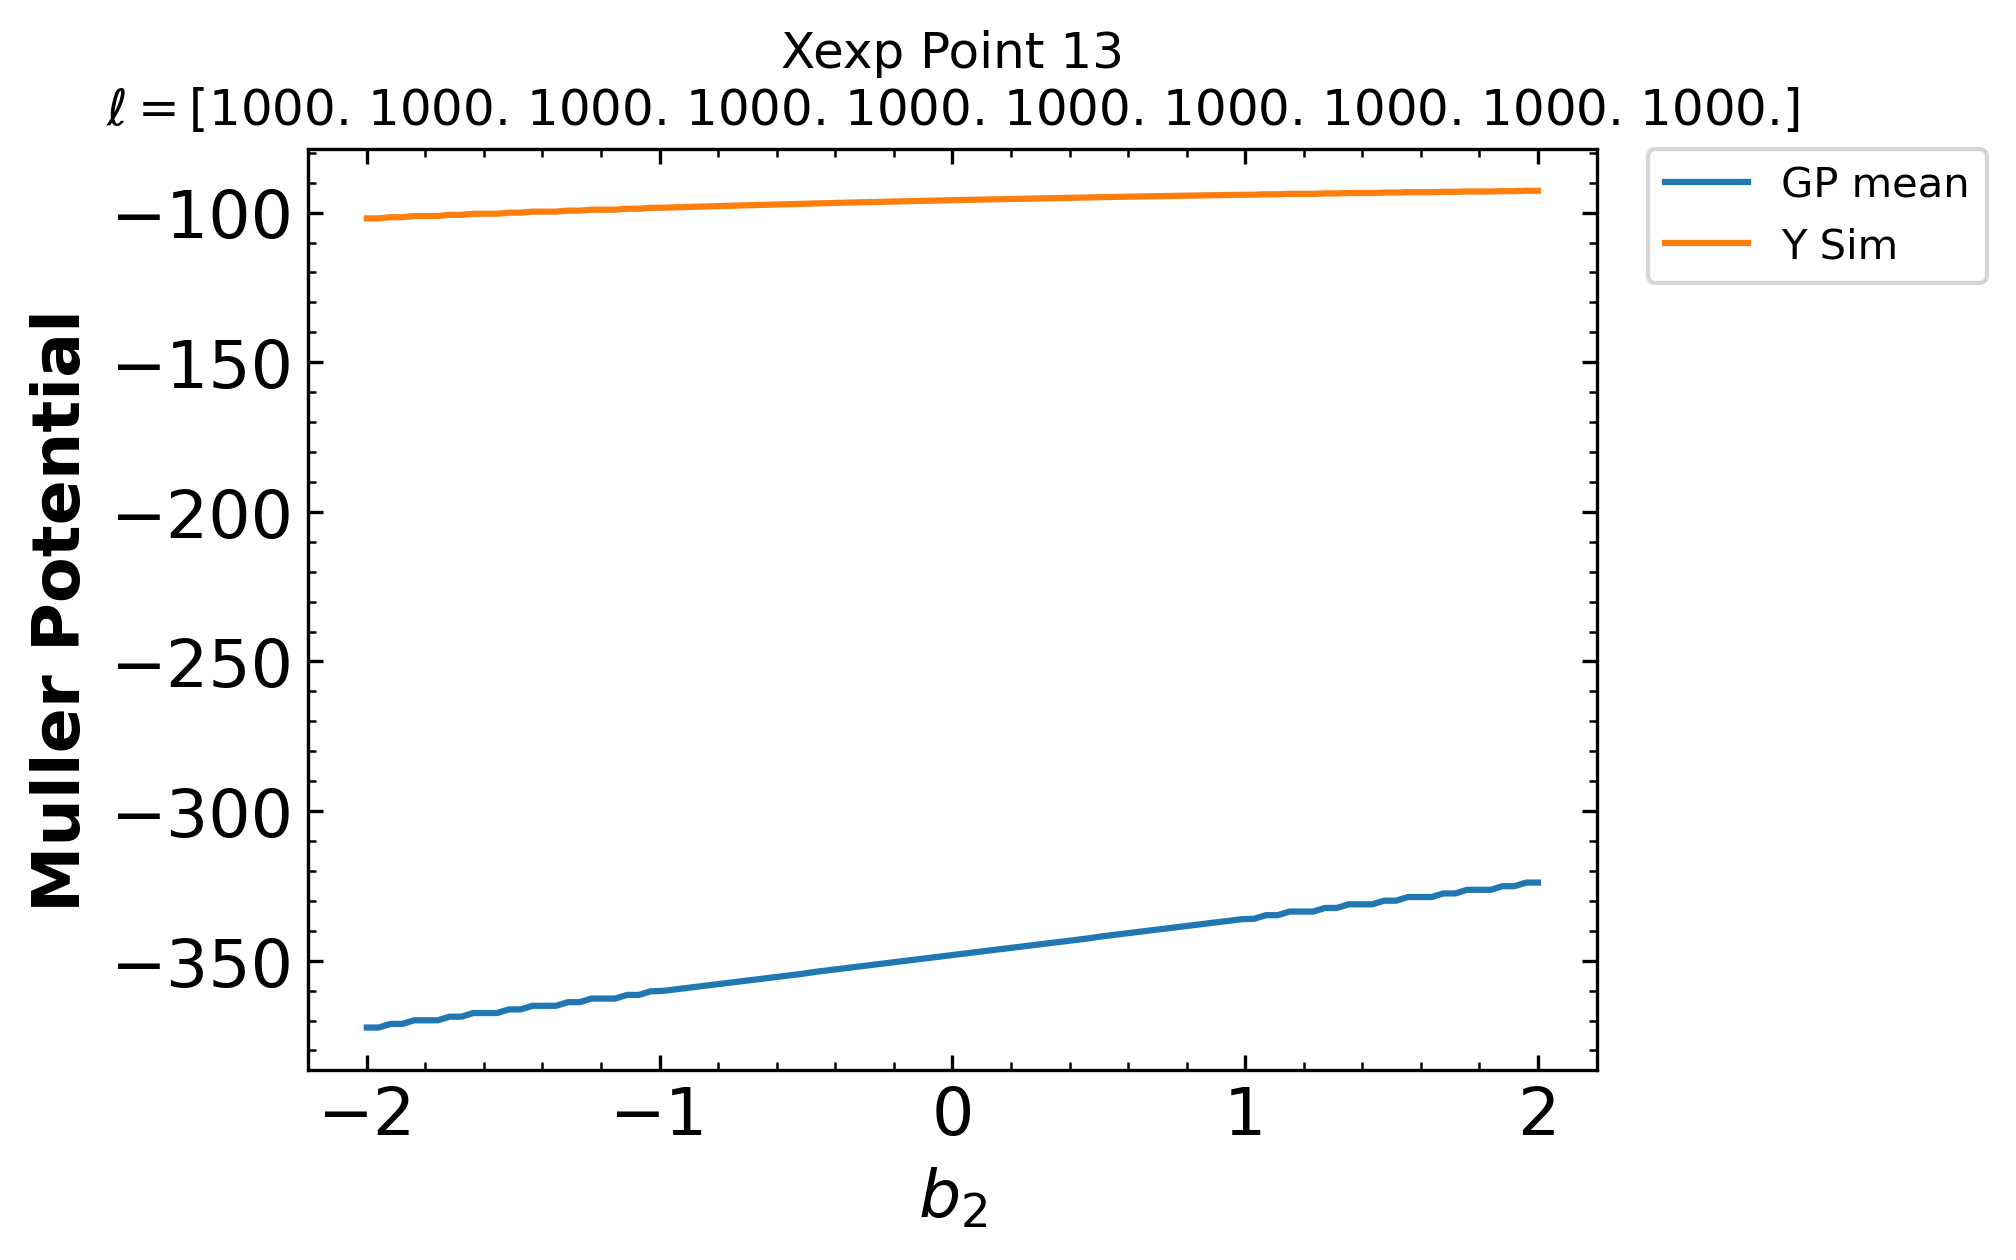 Xexp Point 13
ℓ = [1000. 1000. 1000. 1000. 1000. 1000. 1000. 1000. 1000. 1000.]
GP mean
Y Sim
Muller Potential
−100
−150
−200
−250
−300
−350
−2 −1 0 1 2
b₂